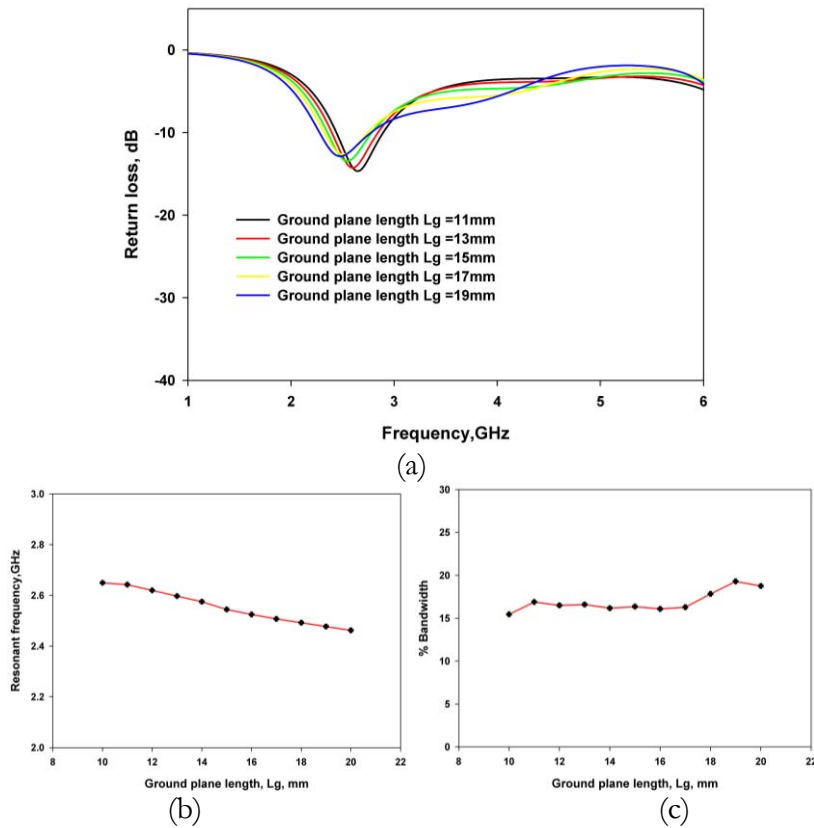 0
-10
-20
-30
-40
Return loss, dB
Ground plane length Lg =11mm
Ground plane length Lg =13mm
Ground plane length Lg =15mm
Ground plane length Lg =17mm
Ground plane length Lg =19mm
1 2 3 4 5 6
Frequency,GHz
(a)
3.0
2.8
2.6
2.4
2.2
2.0
Resonant frequency,GHz
8 10 12 14 16 18 20 22
Ground plane length, Lg, mm
(b)
30
25
20
15
10
5
0
% Bandwidth
8 10 12 14 16 18 20 22
Ground plane length, Lg, mm
(c)